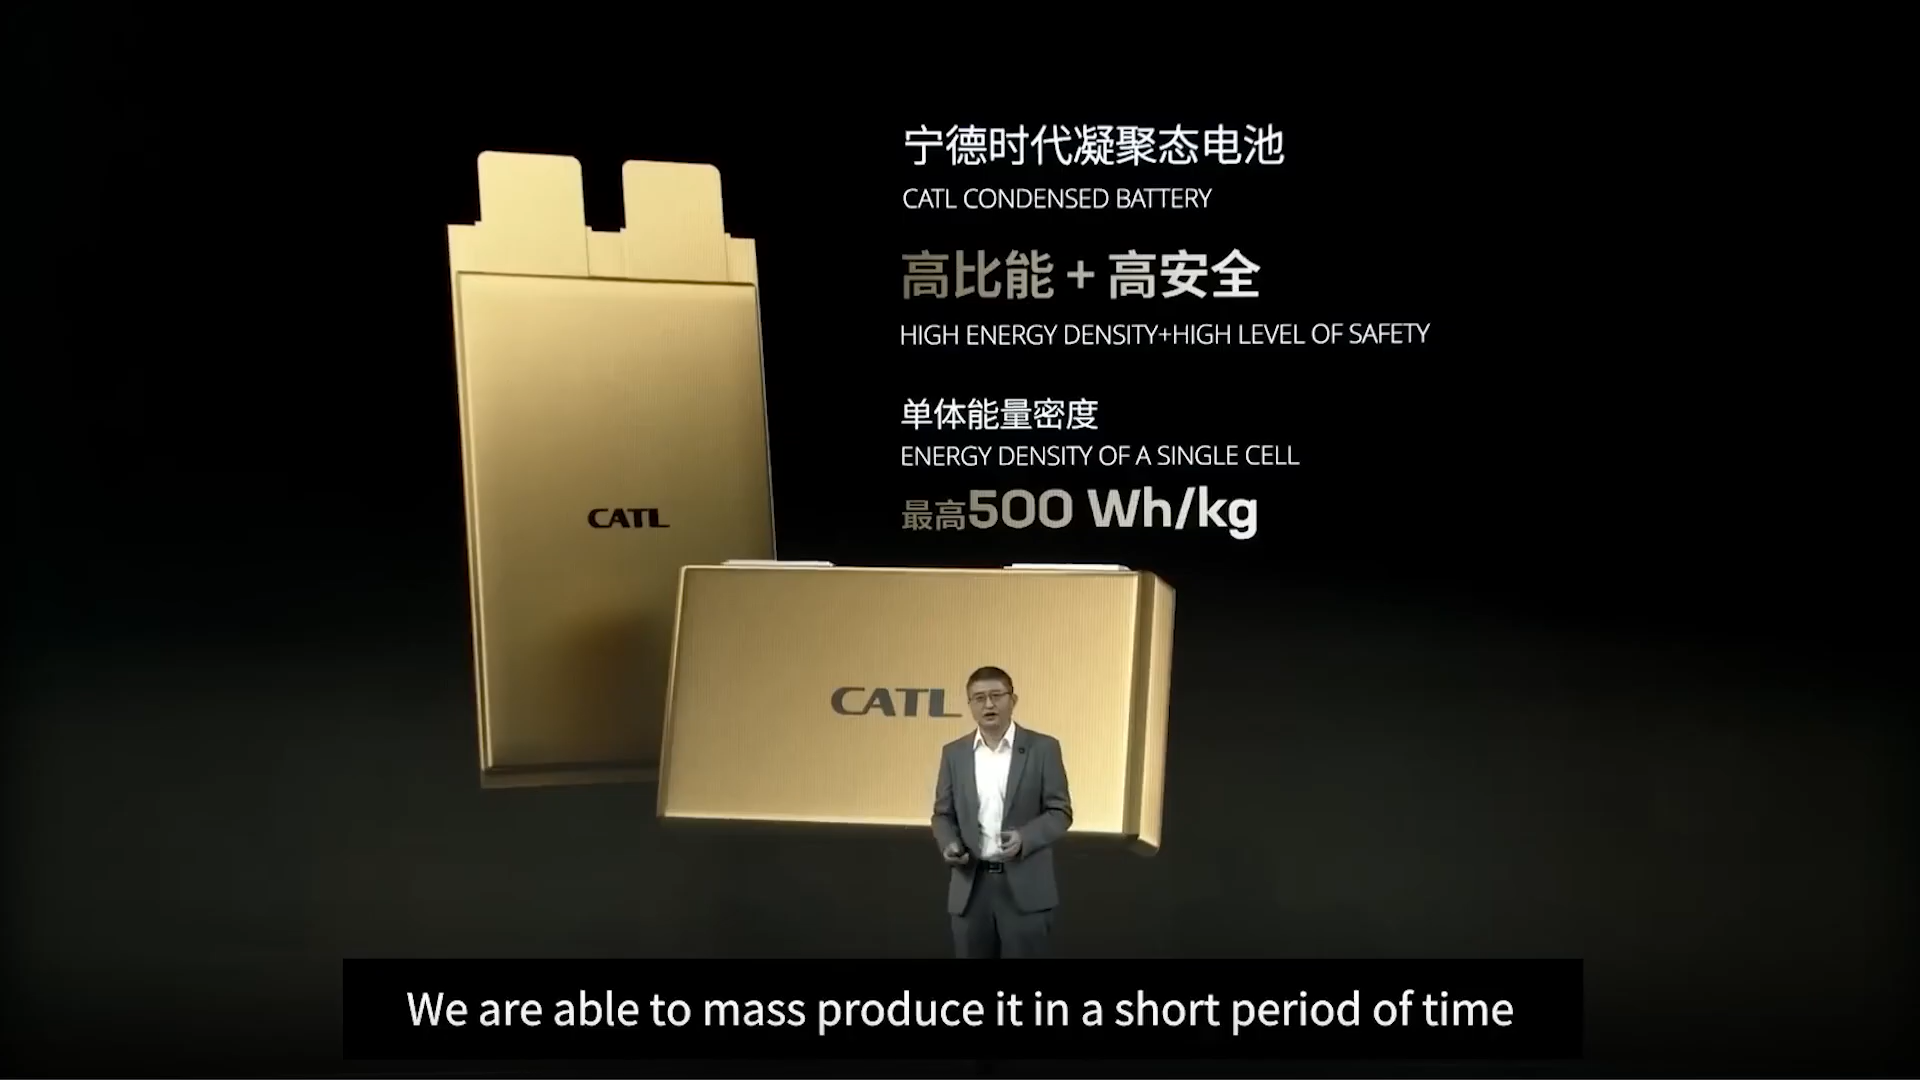 宁德时代凝聚态电池
CATL CONDENSED BATTERY
高比能 + 高安全
HIGH ENERGY DENSITY+HIGH LEVEL OF SAFETY
单体能量密度
ENERGY DENSITY OF A SINGLE CELL
最高500 Wh/kg
CATL
CATL
We are able to mass produce it in a short period of time